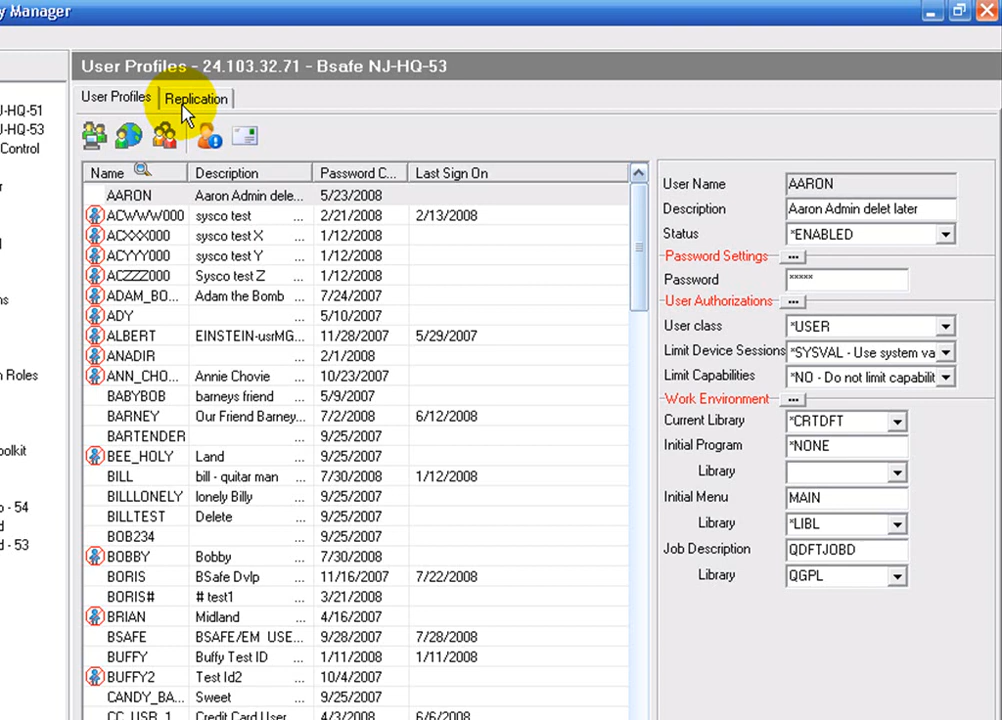 y Manager
User Profiles - 24.103.32.71 - Bsafe NJ-HQ-53
User Profiles Replication
J-HQ-51
J-HQ-53
Control
r
l
ns
n Roles
oolkit
o - 54
d
d - 53
Name Description Password C... Last Sign On
AARON Aaron Admin dele... 5/23/2008
ACWWW000 sysco test ... 2/21/2008 2/13/2008
ACXXX000 sysco test X ... 1/12/2008
ACYYY000 sysco test Y ... 1/12/2008
ACZZZ000 Sysco test Z ... 1/12/2008
ADAM_BO... Adam the Bomb ... 7/24/2007
ADY ... 5/10/2007
ALBERT EINSTEIN-usrMG... 11/28/2007 5/29/2007
ANADIR ... 2/1/2008
ANN_CHO... Annie Chovie ... 10/23/2007
BABYBOB barneys friend ... 5/9/2007
BARNEY Our Friend Barney... 7/2/2008 6/12/2008
BARTENDER ... 9/25/2007
BEE_HOLY Land ... 9/25/2007
BILL bill - quitar man ... 7/30/2008 1/12/2008
BILLLONELY lonely Billy ... 9/25/2007
BILLTEST Delete ... 9/25/2007
BOB234 ... 9/25/2007
BOBBY Bobby ... 7/30/2008
BORIS BSafe Dvlp ... 11/16/2007 7/22/2008
BORIS# # test1 ... 3/21/2008
BRIAN Midland ... 4/16/2007
BSAFE BSAFE/EM USE... 9/28/2007 7/28/2008
BUFFY Buffy Test ID ... 1/11/2008 1/11/2008
BUFFY2 Test Id2 ... 10/4/2007
CANDY_BA... Sweet ... 9/25/2007
CC_USR_1 Credit Card User 4/3/2008 6/6/2008
User Name AARON
Description Aaron Admin delet later
Status *ENABLED
Password Settings ...
Password *****
User Authorizations ...
User class *USER
Limit Device Sessions *SYSVAL - Use system va
Limit Capabilities *NO - Do not limit capabilit
Work Environment ...
Current Library *CRTDFT
Initial Program *NONE
Library
Initial Menu MAIN
Library *LIBL
Job Description QDFTJOBD
Library QGPL